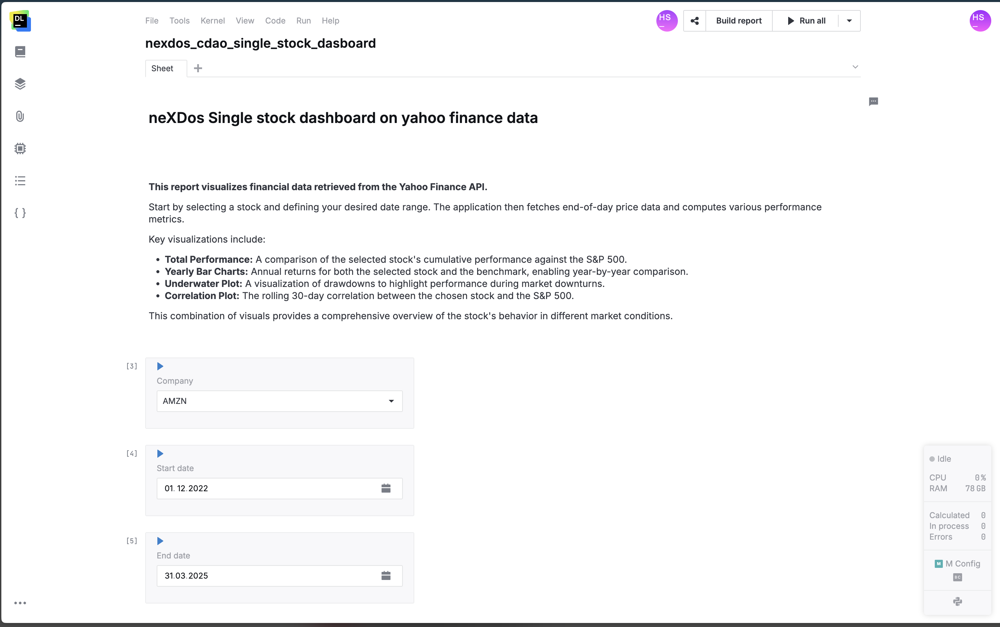 DL
File Tools Kernel View Code Run Help
HS
Build report
Run all
HS
nexdos_cdao_single_stock_dasboard
Sheet
neXDos Single stock dashboard on yahoo finance data
This report visualizes financial data retrieved from the Yahoo Finance API.
Start by selecting a stock and defining your desired date range. The application then fetches end-of-day price data and computes various performance
metrics.
Key visualizations include:
• Total Performance: A comparison of the selected stock's cumulative performance against the S&P 500.
• Yearly Bar Charts: Annual returns for both the selected stock and the benchmark, enabling year-by-year comparison.
• Underwater Plot: A visualization of drawdowns to highlight performance during market downturns.
• Correlation Plot: The rolling 30-day correlation between the chosen stock and the S&P 500.
This combination of visuals provides a comprehensive overview of the stock's behavior in different market conditions.
[3]
Company
AMZN
[4]
Start date
01. 12.2022
[5]
End date
31.03.2025
Idle
CPU 0%
RAM 78 GB
Calculated 0
In process 0
Errors 0
M M Config
BC